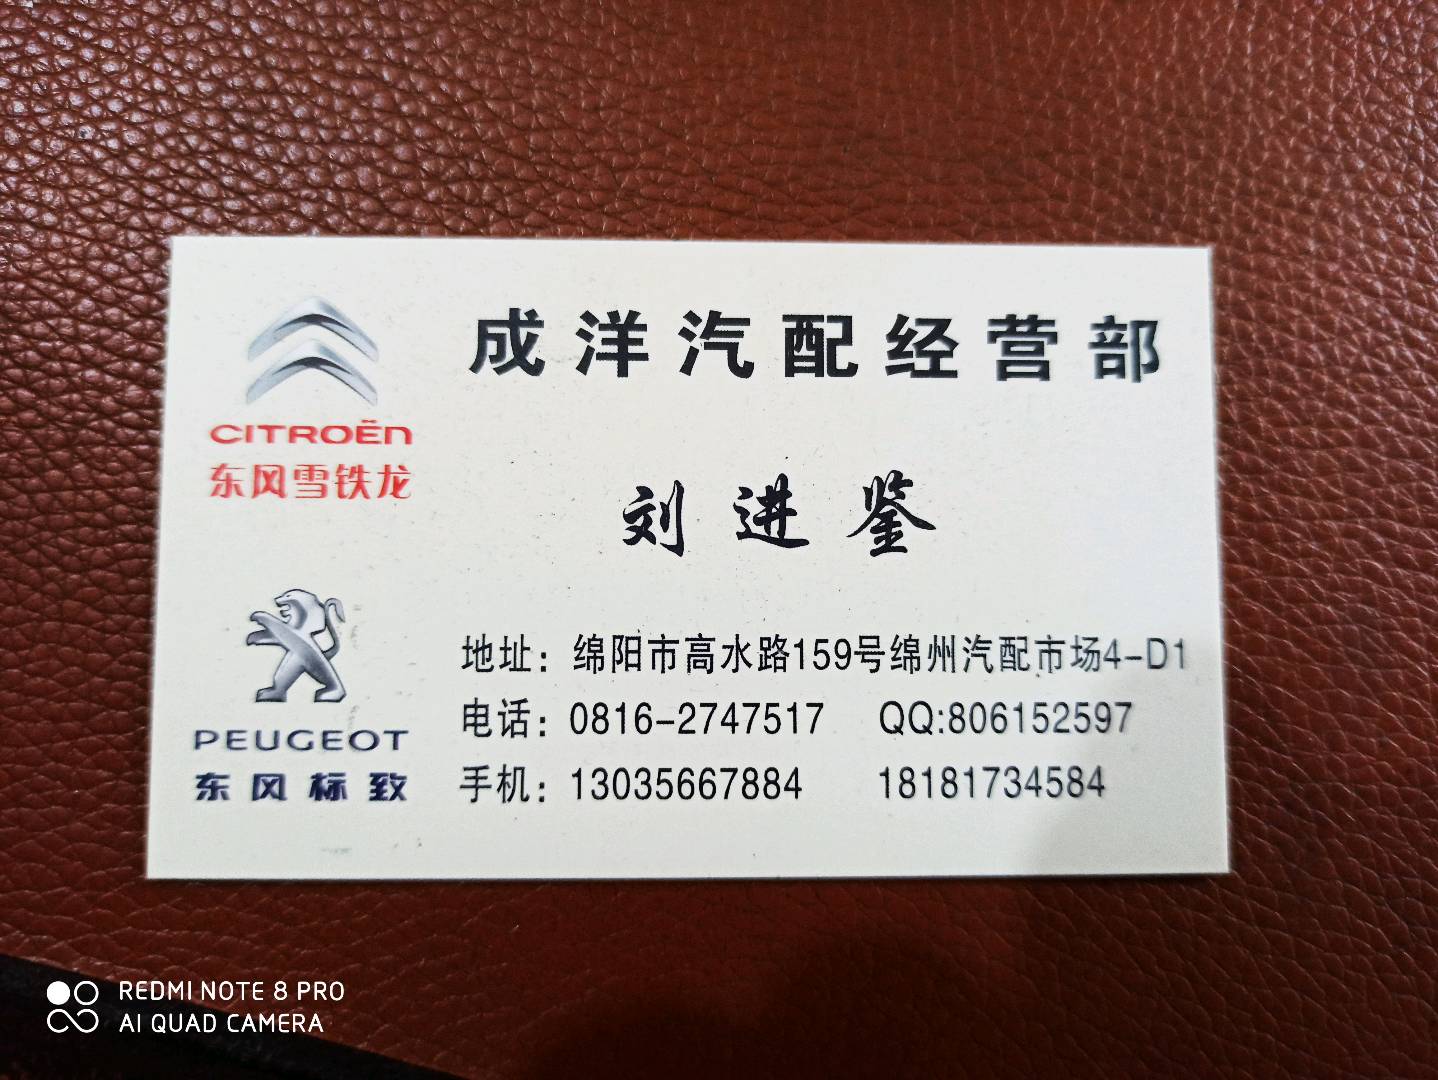 成洋汽配经营部
CITROËN
东风雪铁龙
刘进鉴
PEUGEOT
东风标致
地址：绵阳市高水路159号绵州汽配市场4-D1
电话：0816-2747517 QQ:806152597
手机：13035667884 18181734584
REDMI NOTE 8 PRO
AI QUAD CAMERA